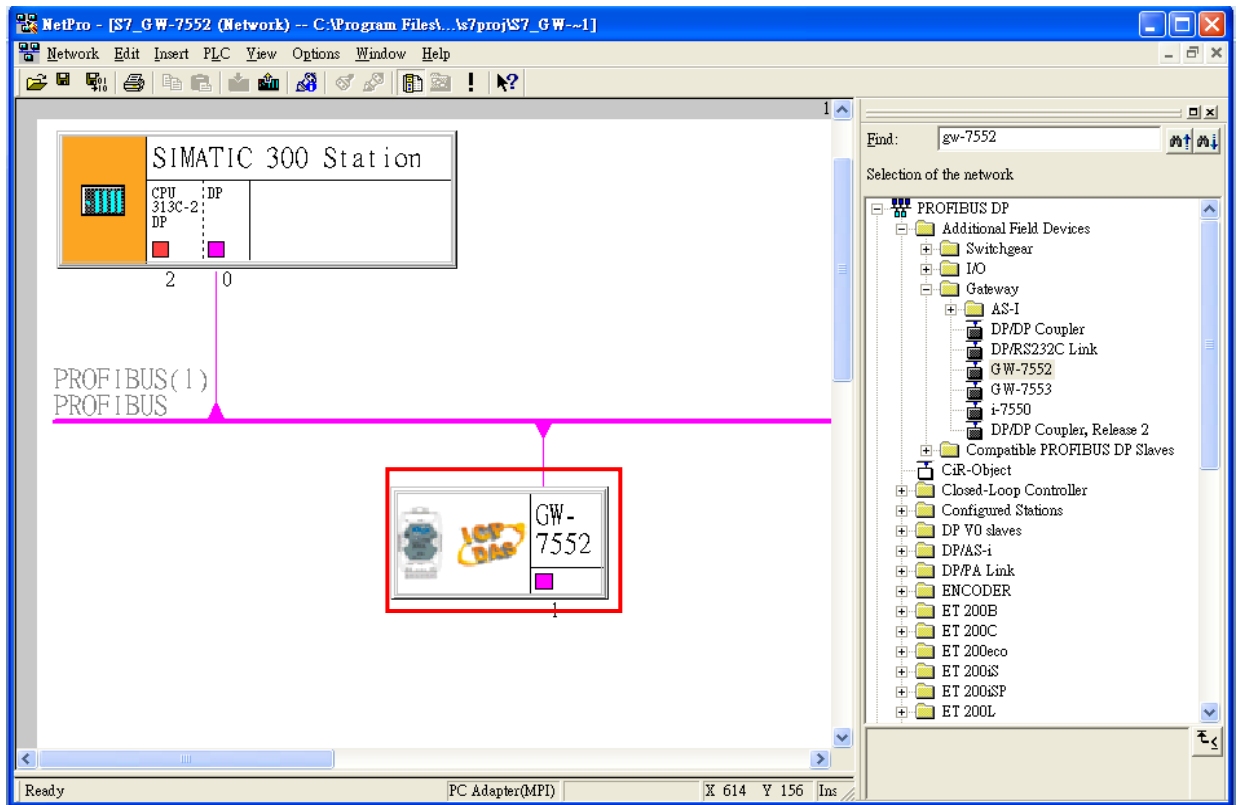 NetPro - [S7_GW-7552 (Network) -- C:\Program Files\...\s7proj\S7_GW-~1]
Network Edit Insert PLC View Options Window Help
1
SIMATIC 300 Station
CPU
313C-2
DP
DP
2 0
PROFIBUS(1)
PROFIBUS
ICP
DAS
GW-
7552
1
Find: gw-7552
Selection of the network
PROFIBUS DP
Additional Field Devices
Switchgear
I/O
Gateway
AS-I
DP/DP Coupler
DP/RS232C Link
GW-7552
GW-7553
i-7550
DP/DP Coupler, Release 2
Compatible PROFIBUS DP Slaves
CiR-Object
Closed-Loop Controller
Configured Stations
DP V0 slaves
DP/AS-i
DP/PA Link
ENCODER
ET 200B
ET 200C
ET 200eco
ET 200iS
ET 200iSP
ET 200L
Ready PC Adapter(MPI) X 614 Y 156 Ins